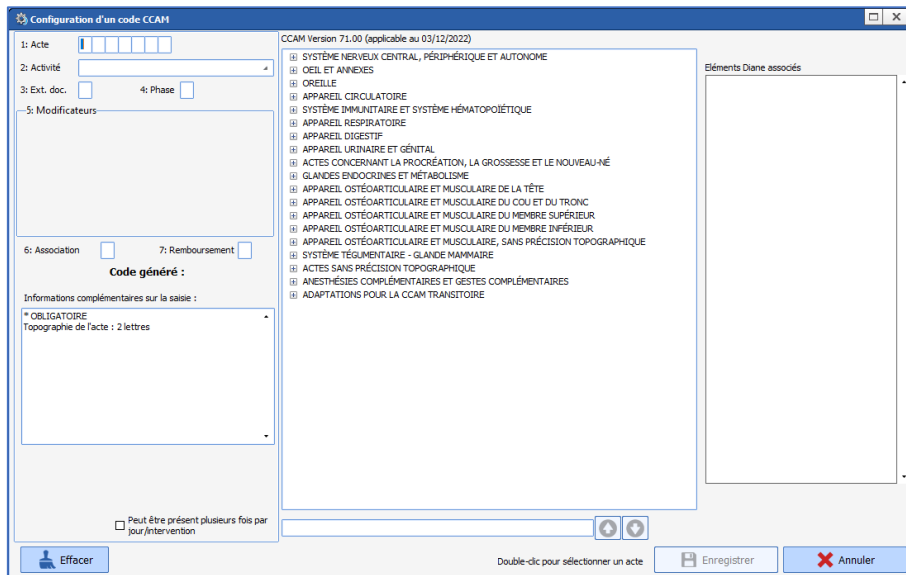 Configuration d'un code CCAM
1: Acte
2: Activité
3: Ext. doc.
4: Phase
5: Modificateurs
6: Association
7: Remboursement
Code généré :
Informations complémentaires sur la saisie :
* OBLIGATOIRE
Topographie de l'acte : 2 lettres
Peut être présent plusieurs fois par
jour/intervention
Effacer
CCAM Version 71.00 (applicable au 03/12/2022)
SYSTÈME NERVEUX CENTRAL, PÉRIPHÉRIQUE ET AUTONOME
OEIL ET ANNEXES
OREILLE
APPAREIL CIRCULATOIRE
SYSTÈME IMMUNITAIRE ET SYSTÈME HÉMATOPOÏÉTIQUE
APPAREIL RESPIRATOIRE
APPAREIL DIGESTIF
APPAREIL URINAIRE ET GÉNITAL
ACTES CONCERNANT LA PROCRÉATION, LA GROSSESSE ET LE NOUVEAU-NÉ
GLANDES ENDOCRINES ET MÉTABOLISME
APPAREIL OSTÉOARTICULAIRE ET MUSCULAIRE DE LA TÊTE
APPAREIL OSTÉOARTICULAIRE ET MUSCULAIRE DU COU ET DU TRONC
APPAREIL OSTÉOARTICULAIRE ET MUSCULAIRE DU MEMBRE SUPÉRIEUR
APPAREIL OSTÉOARTICULAIRE ET MUSCULAIRE DU MEMBRE INFÉRIEUR
APPAREIL OSTÉOARTICULAIRE ET MUSCULAIRE, SANS PRÉCISION TOPOGRAPHIQUE
SYSTÈME TÉGUMENTAIRE - GLANDE MAMMAIRE
ACTES SANS PRÉCISION TOPOGRAPHIQUE
ANESTHÉSIES COMPLÉMENTAIRES ET GESTES COMPLÉMENTAIRES
ADAPTATIONS POUR LA CCAM TRANSITOIRE
Eléments Diane associés
Double-clic pour sélectionner un acte
Enregistrer
Annuler